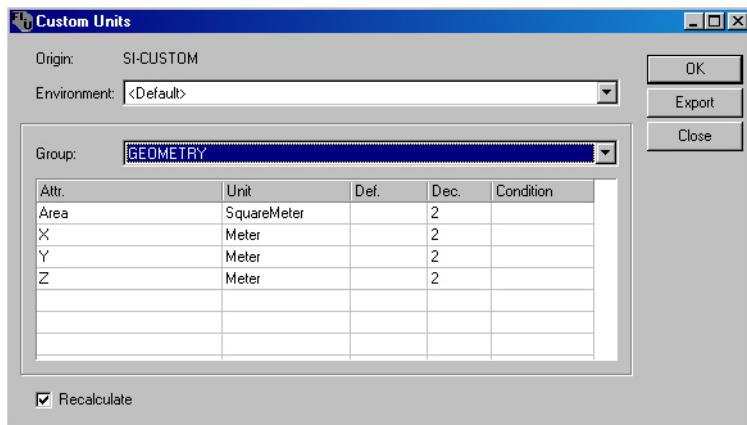 Custom Units
Origin: SI-CUSTOM
OK
Environment: <Default>
Export
Close
Group: GEOMETRY
Attr. Unit Def. Dec. Condition
Area SquareMeter 2
X Meter 2
Y Meter 2
Z Meter 2
Recalculate